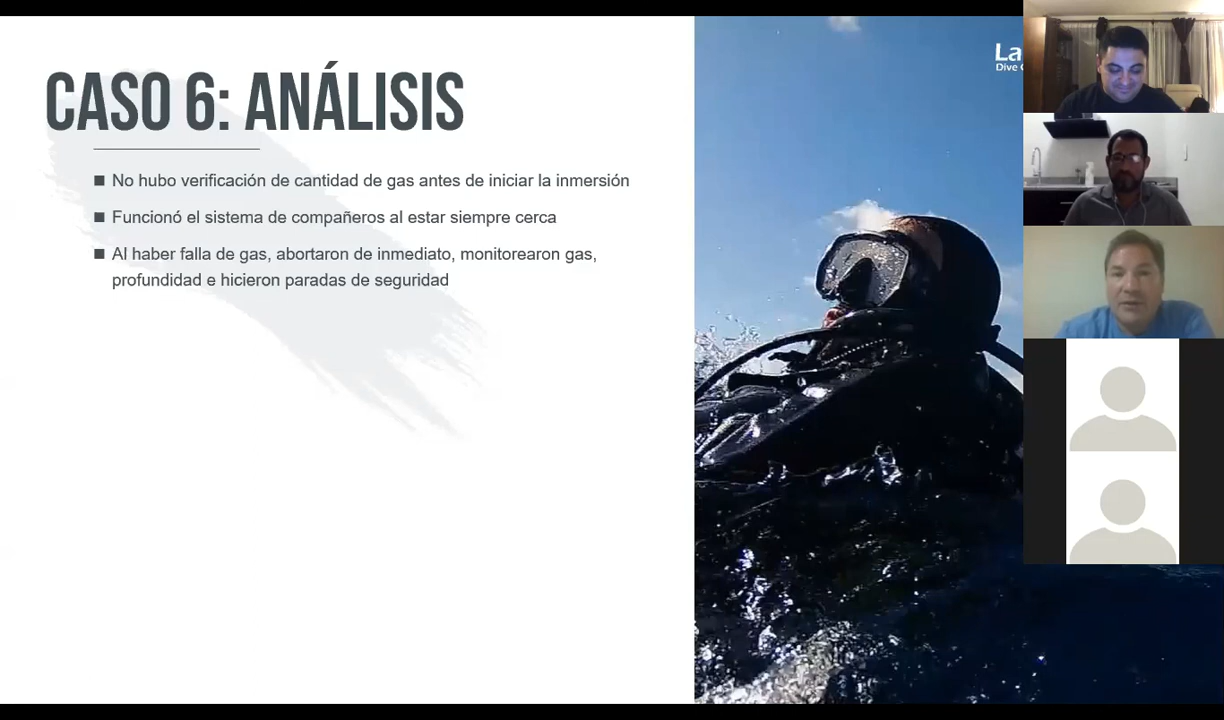 CASO 6: ANÁLISIS
No hubo verificación de cantidad de gas antes de iniciar la inmersión
Funcionó el sistema de compañeros al estar siempre cerca
Al haber falla de gas, abortaron de inmediato, monitorearon gas,
profundidad e hicieron paradas de seguridad
La
Dive